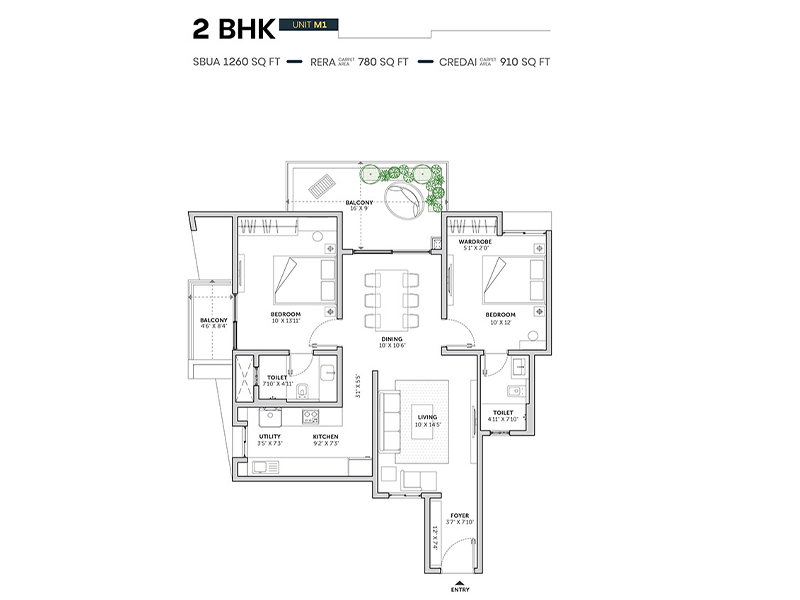 2 BHK UNIT M1
SBUA 1260 SQ FT — RERA CARPET AREA 780 SQ FT — CREDAI CARPET AREA 910 SQ FT
BALCONY
16' X 9'
WARDROBE
5'1" X 2'0"
BEDROOM
10' X 13'11"
BEDROOM
10' X 12'
BALCONY
4'6" X 8'4"
DINING
10' X 10'6"
TOILET
7'10" X 4'11"
3'1" X 5'5"
LIVING
10' X 14'5"
TOILET
4'11" X 7'10"
UTILITY
3'5" X 7'3"
KITCHEN
9'2" X 7'3"
FOYER
3'7" X 7'10"
ENTRY